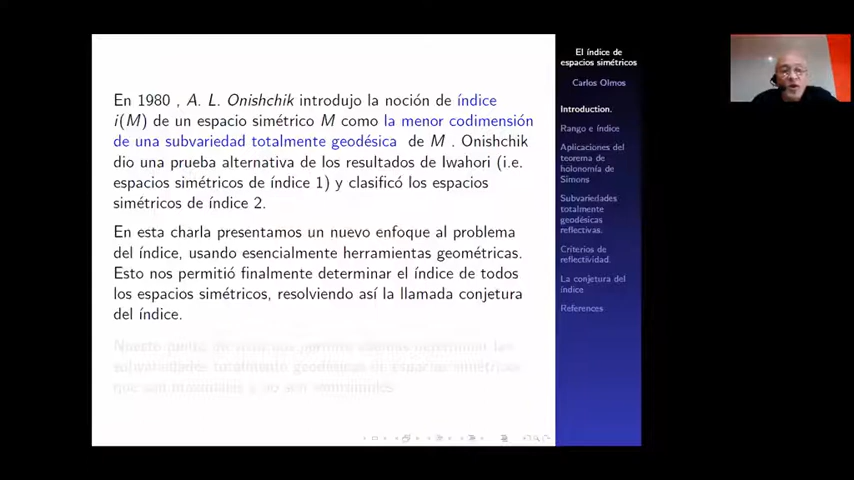 En 1980 , A. L. Onishchik introdujo la noción de índice
i(M) de un espacio simétrico M como la menor codimensión
de una subvariedad totalmente geodésica de M . Onishchik
dio una prueba alternativa de los resultados de Iwahori (i.e.
espacios simétricos de índice 1) y clasificó los espacios
simétricos de índice 2.
En esta charla presentamos un nuevo enfoque al problema
del índice, usando esencialmente herramientas geométricas.
Esto nos permitió finalmente determinar el índice de todos
los espacios simétricos, resolviendo así la llamada conjetura
del índice.
subvariedades totalmente geodésicas
El índice de
espacios simétricos
Carlos Olmos
Introduction.
Rango e índice
Aplicaciones del
teorema de
holonomía de
Simons
Subvariedades
totalmente
geodésicas
reflectivas.
Criterios de
reflectividad.
La conjetura del
índice
References